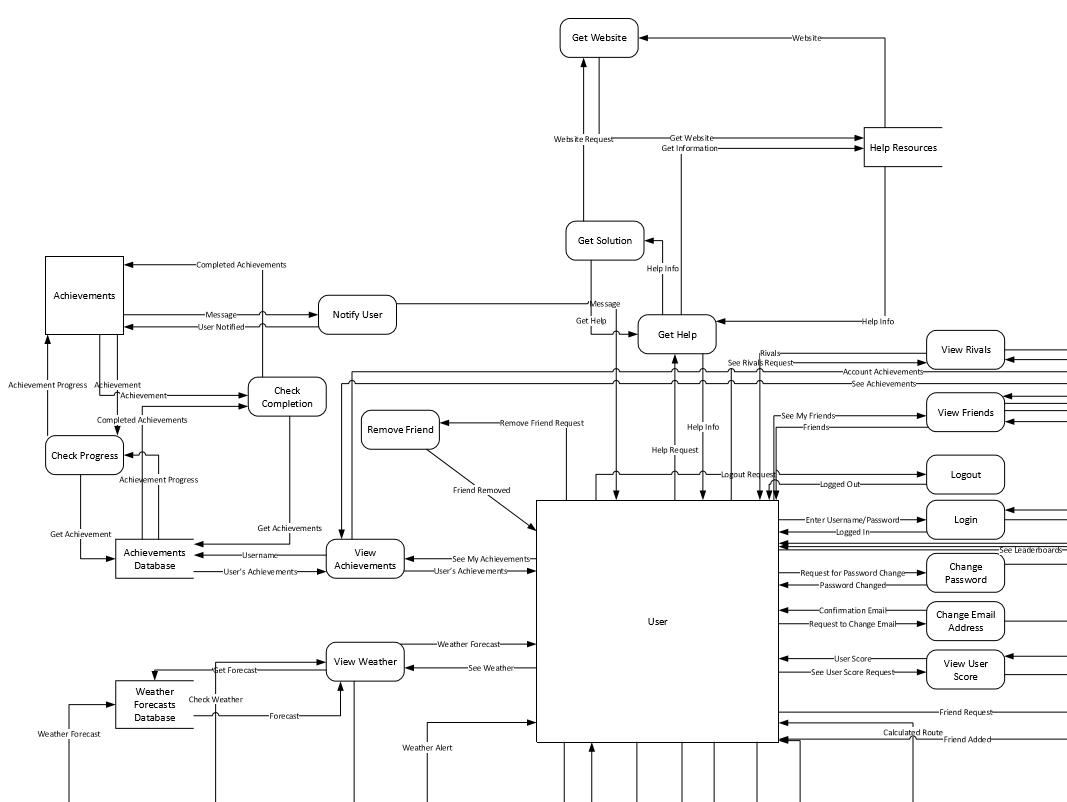 Get Website
Website
Website Request
Get Website
Get Information
Help Resources
Get Solution
Help Info
Completed Achievements
Achievements
Message
Notify User
Message
User Notified
Get Help
Get Help
Help Info
View Rivals
Rivals
See Rivals Request
Account Achievements
See Achievements
Achievement Progress
Achievement
Achievement
Check
Completion
Completed Achievements
Remove Friend
Remove Friend Request
See My Friends
Friends
View Friends
Help Info
Help Request
Check Progress
Achievement Progress
Friend Removed
Logout Request
Logged Out
Logout
Get Achievement
Get Achievements
Enter Username/Password
Logged In
Login
Achievements
Database
Username
User's Achievements
View
Achievements
See My Achievements
User's Achievements
See Leaderboards
Request for Password Change
Password Changed
Change
Password
User
Confirmation Email
Request to Change Email
Change Email
Address
Weather Forecast
See Weather
View Weather
Get Forecast
Check Weather
User Score
See User Score Request
View User
Score
Weather
Forecasts
Database
Forecast
Weather Forecast
Weather Alert
Friend Request
Calculated Route
Friend Added